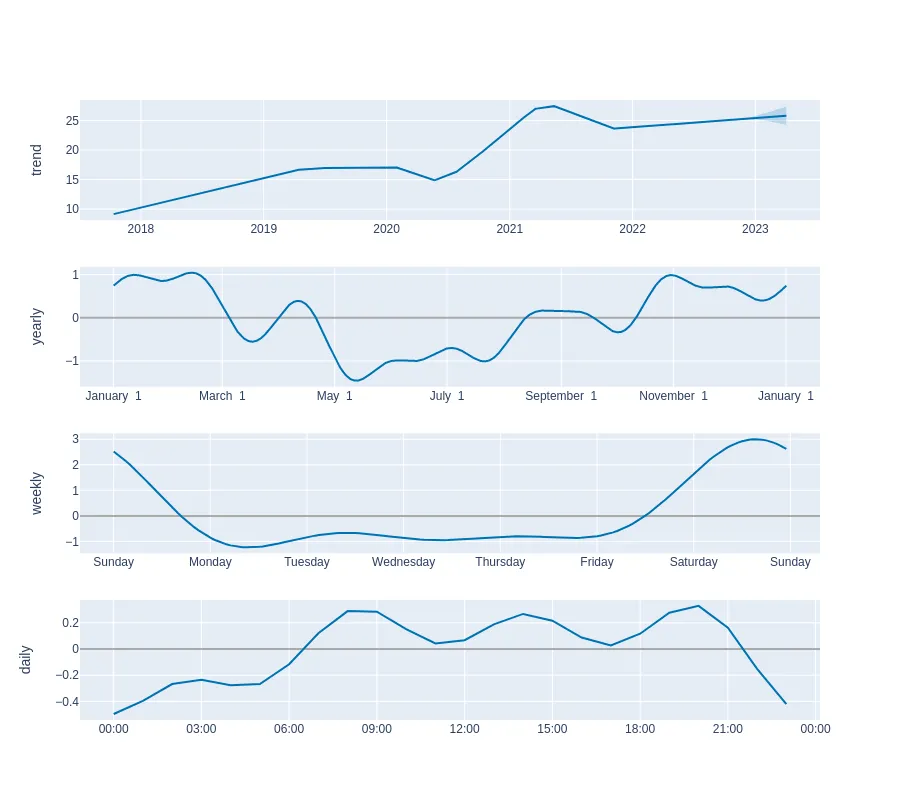 trend
25
20
15
10
2018 2019 2020 2021 2022 2023
yearly
1
0
−1
January 1 March 1 May 1 July 1 September 1 November 1 January 1
weekly
3
2
1
0
−1
Sunday Monday Tuesday Wednesday Thursday Friday Saturday Sunday
daily
0.2
0
−0.2
−0.4
00:00 03:00 06:00 09:00 12:00 15:00 18:00 21:00 00:00